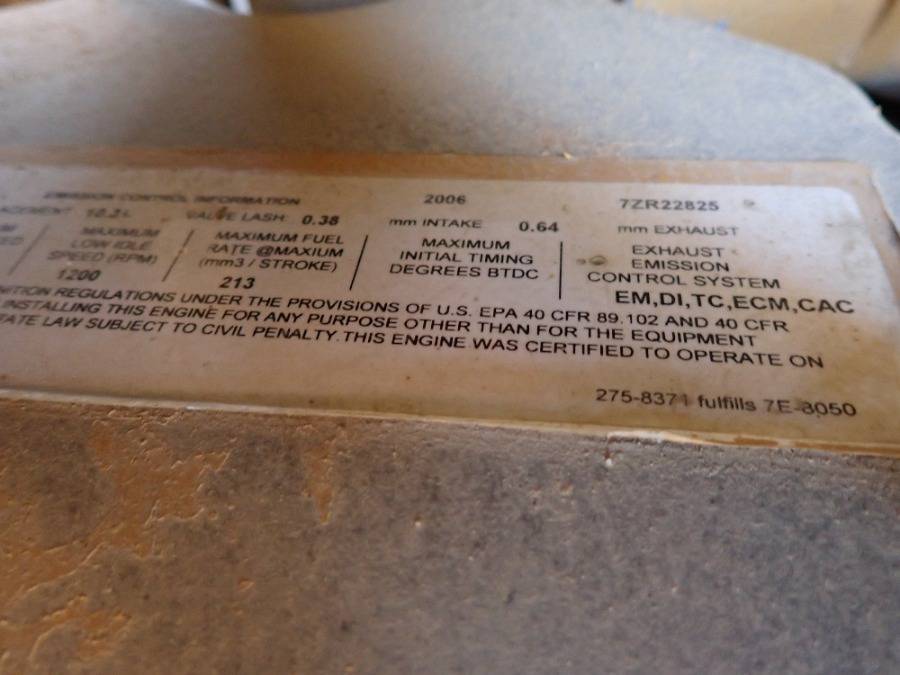 EMISSION CONTROL INFORMATION 2006 7ZR22825
VALVE LASH: 0.38 mm INTAKE 0.64 mm EXHAUST
MAXIMUM
LOW IDLE
SPEED (RPM)
1200
MAXIMUM FUEL
RATE @MAXIUM
(mm3 / STROKE)
213
MAXIMUM
INITIAL TIMING
DEGREES BTDC
EXHAUST
EMISSION
CONTROL SYSTEM
EM,DI,TC,ECM,CAC
REGULATIONS UNDER THE PROVISIONS OF U.S. EPA 40 CFR 89.102 AND 40 CFR
INSTALLING THIS ENGINE FOR ANY PURPOSE OTHER THAN FOR THE EQUIPMENT
LAW SUBJECT TO CIVIL PENALTY.THIS ENGINE WAS CERTIFIED TO OPERATE ON
275-8371 fulfills 7E-8050